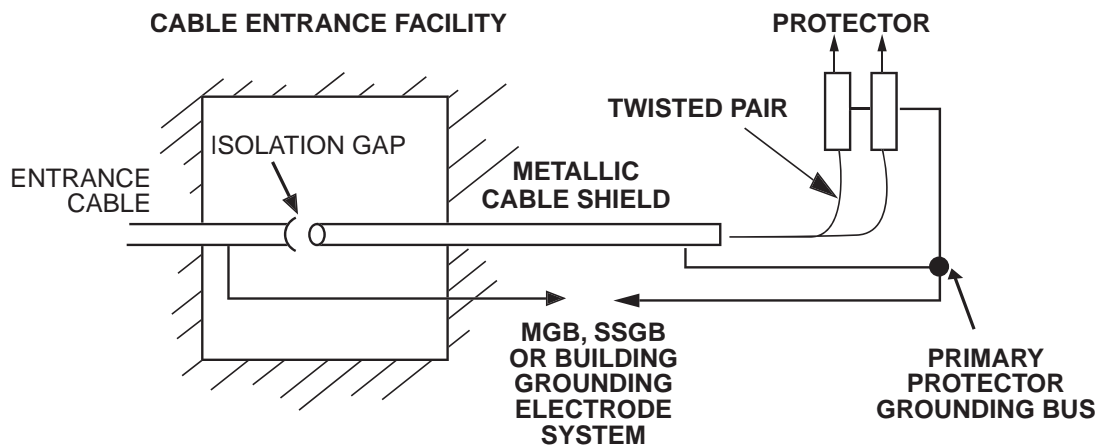 CABLE ENTRANCE FACILITY
PROTECTOR
TWISTED PAIR
ISOLATION GAP
METALLIC
CABLE SHIELD
ENTRANCE
CABLE
MGB, SSGB
OR BUILDING
GROUNDING
ELECTRODE
SYSTEM
PRIMARY
PROTECTOR
GROUNDING BUS